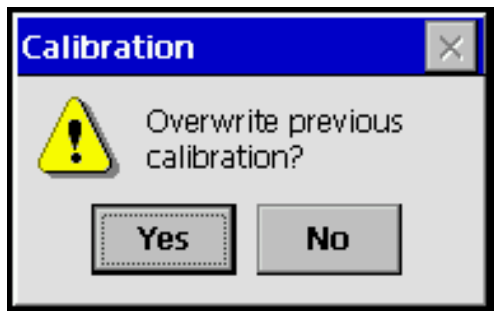 Calibration
Overwrite previous
calibration?
Yes
No